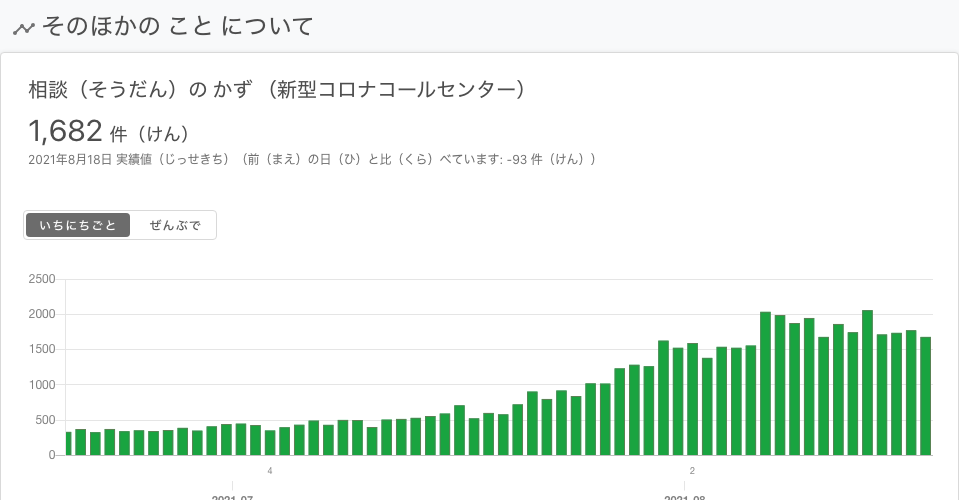 そのほかの こと について
相談（そうだん）の かず （新型コロナコールセンター）
1,682 件（けん）
2021年8月18日 実績値（じっせきち）（前（まえ）の日（ひ）と比（くら）べています: -93 件（けん））
いちにちごと ぜんぶで
2500
2000
1500
1000
500
0
4 2
2021-07 2021-08